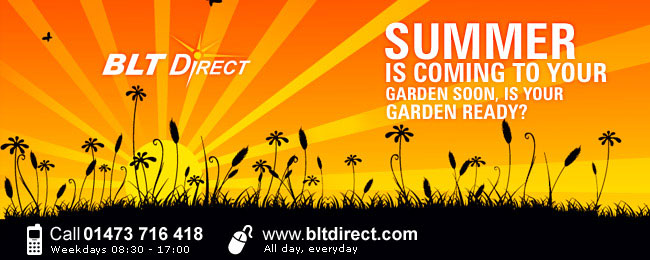 BLT DIRECT
SUMMER
IS COMING TO YOUR
GARDEN SOON, IS YOUR
GARDEN READY?
Call 01473 716 418
Weekdays 08:30 - 17:00
www.bltdirect.com
All day, everyday